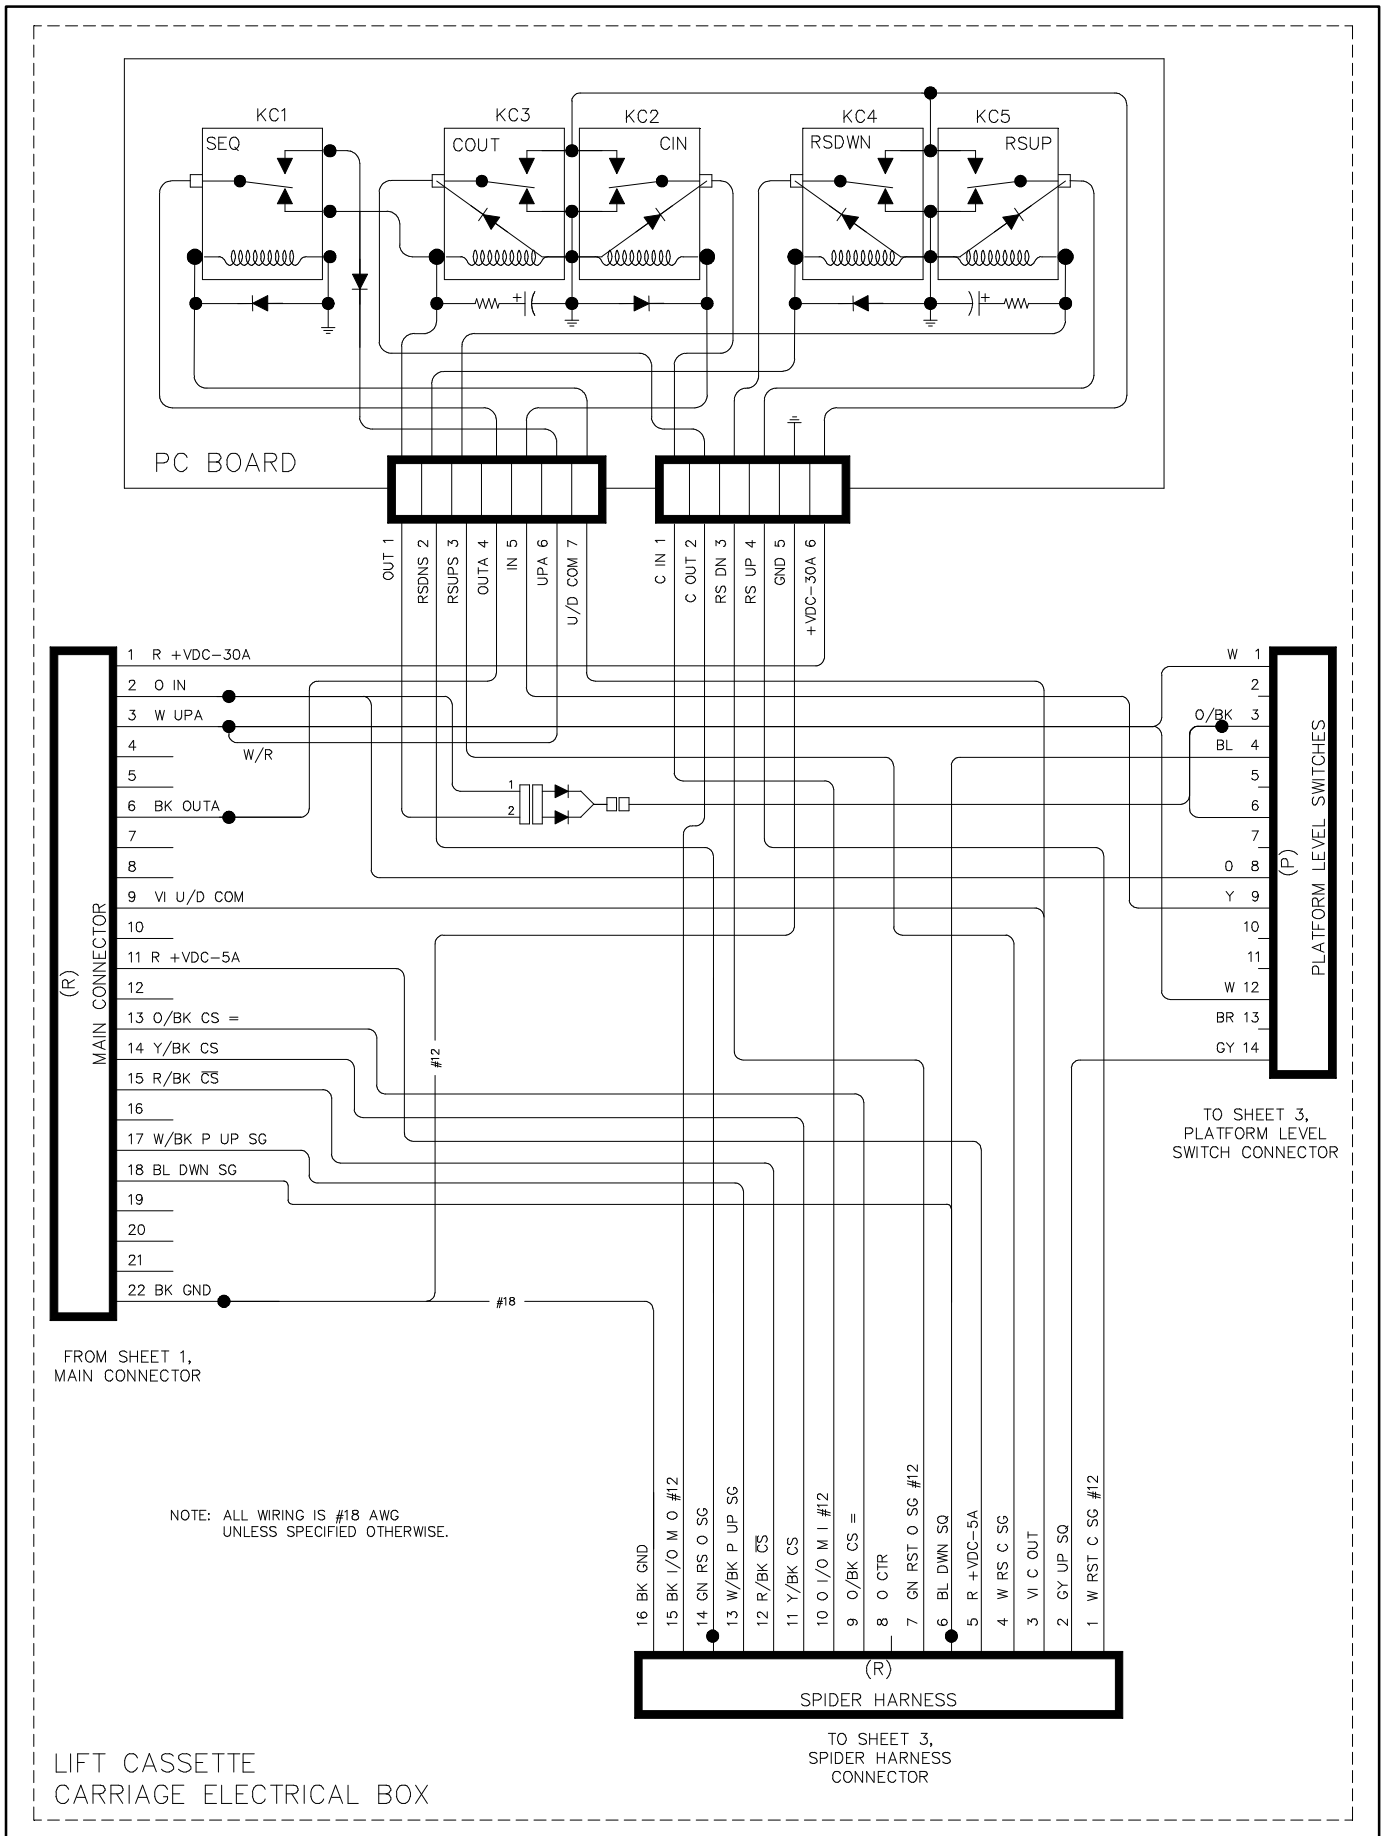 KC1
KC3
KC2
KC4
KC5
SEQ
COUT
CIN
RSDWN
RSUP
+
+
PC BOARD
OUT 1
RSDNS 2
RSUPS 3
OUTA 4
IN 5
UPA 6
U/D COM 7
C IN 1
C OUT 2
RS DN 3
RS UP 4
GND 5
+VDC-30A 6
1 R +VDC-30A
2 O IN
3 W UPA
4
W/R
5
6 BK OUTA
7
8
9 VI U/D COM
10
11 R +VDC-5A
12
13 O/BK CS =
14 Y/BK CS
15 R/BK C̅S̅
16
17 W/BK P UP SG
18 BL DWN SG
19
20
21
22 BK GND
(R)
MAIN CONNECTOR
1
2
#12
#18
W 1
2
O/BK 3
BL 4
5
6
7
O 8
Y 9
10
11
W 12
BR 13
GY 14
(P)
PLATFORM LEVEL SWITCHES
TO SHEET 3,
PLATFORM LEVEL
SWITCH CONNECTOR
FROM SHEET 1,
MAIN CONNECTOR
NOTE: ALL WIRING IS #18 AWG
UNLESS SPECIFIED OTHERWISE.
16 BK GND
15 BK I/O M O #12
14 GN RS O SG
13 W/BK P UP SG
12 R/BK C̅S̅
11 Y/BK CS
10 O I/O M I #12
9 O/BK CS =
8 O CTR
7 GN RST O SG #12
6 BL DWN SQ
5 R +VDC-5A
4 W RS C SG
3 VI C OUT
2 GY UP SQ
1 W RST C SG #12
(R)
SPIDER HARNESS
TO SHEET 3,
SPIDER HARNESS
CONNECTOR
LIFT CASSETTE
CARRIAGE ELECTRICAL BOX